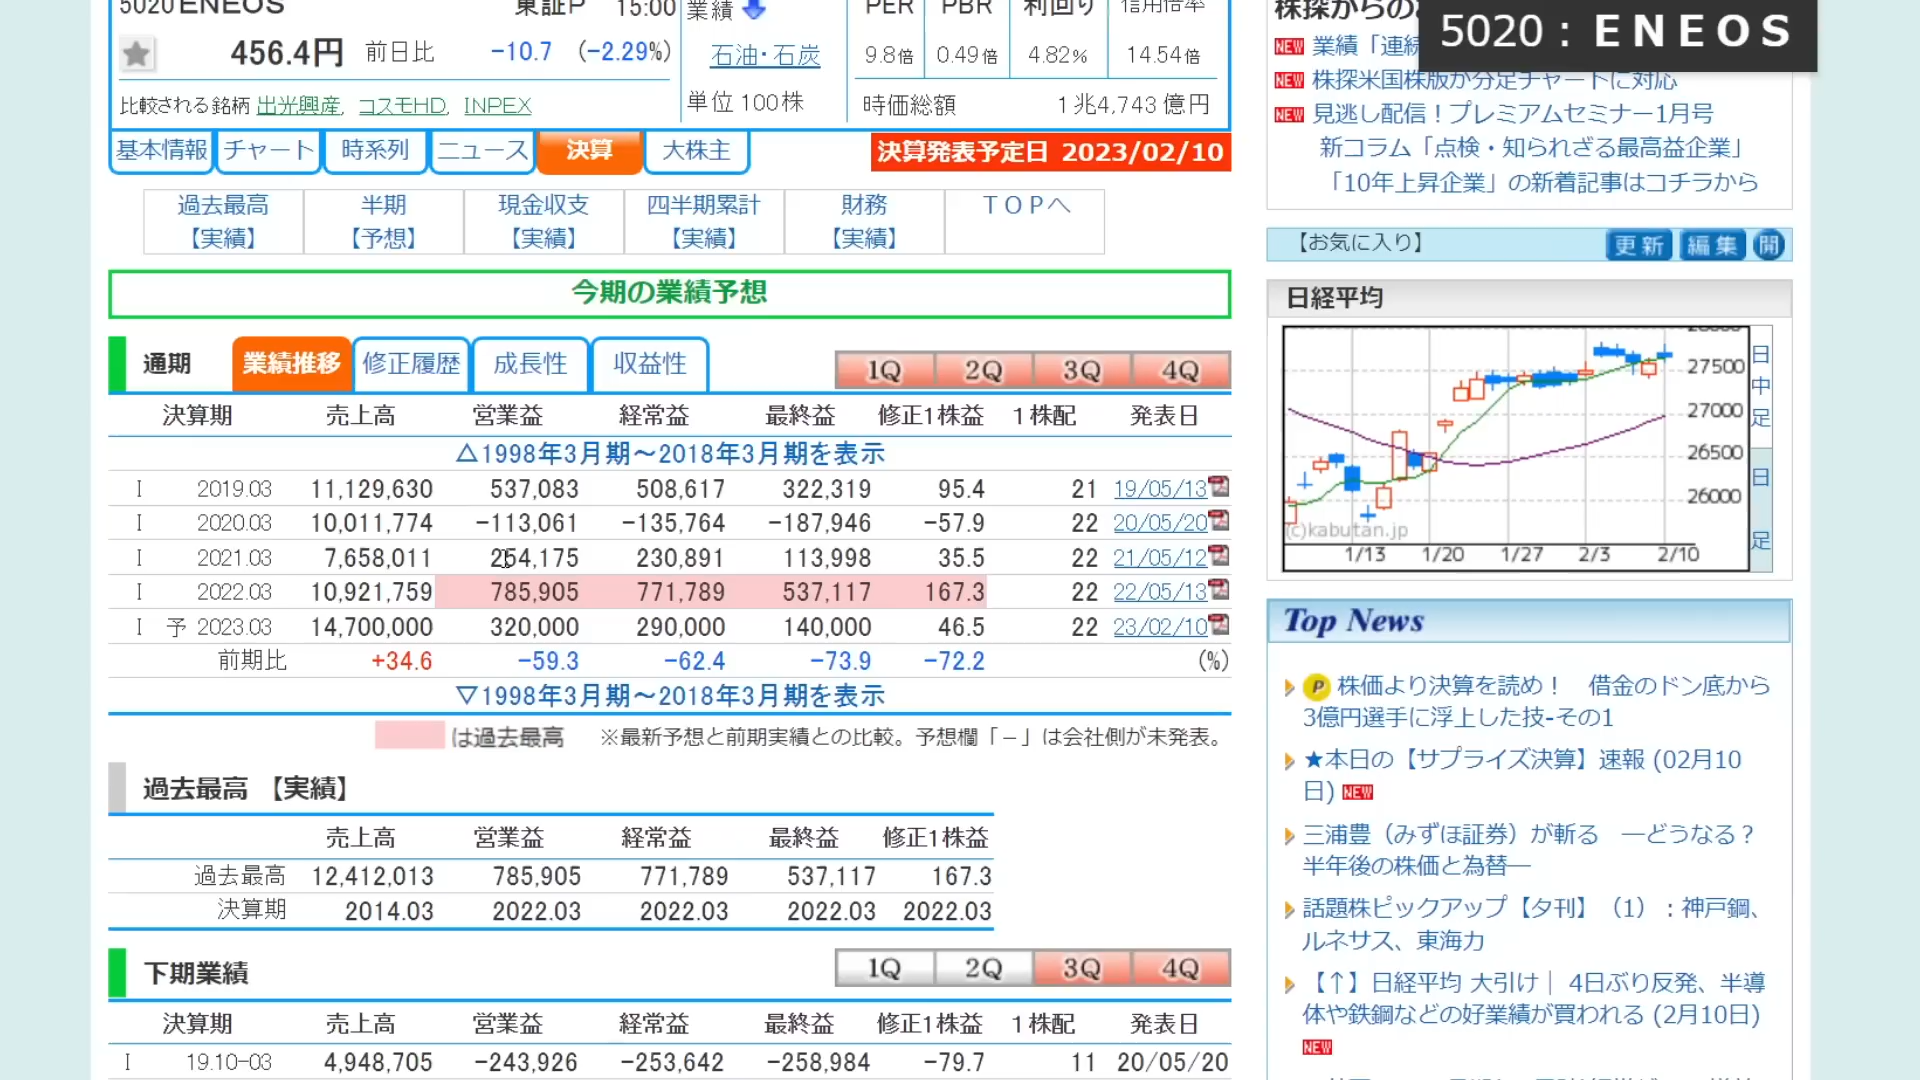 5020 ENEOS 東証P 15:00 業績
PER PBR 利回り 信用倍率
456.4円 前日比 −10.7 (−2.29%)
石油・石炭
9.8倍 0.49倍 4.82% 14.54倍
比較される銘柄 出光興産, コスモHD, INPEX
単位 100株
時価総額 1兆4,743億円
基本情報 チャート 時系列 ニュース 決算 大株主
決算発表予定日 2023/02/10
過去最高【実績】
半期【予想】
現金収支【実績】
四半期累計【実績】
財務【実績】
TOPへ
今期の業績予想
通期 業績推移 修正履歴 成長性 収益性 1Q 2Q 3Q 4Q
決算期 売上高 営業益 経常益 最終益 修正1株益 1株配 発表日
△1998年3月期～2018年3月期を表示
I 2019.03 11,129,630 537,083 508,617 322,319 95.4 21 19/05/13
I 2020.03 10,011,774 −113,061 −135,764 −187,946 −57.9 22 20/05/20
I 2021.03 7,658,011 254,175 230,891 113,998 35.5 22 21/05/12
I 2022.03 10,921,759 785,905 771,789 537,117 167.3 22 22/05/13
I 予 2023.03 14,700,000 320,000 290,000 140,000 46.5 22 23/02/10
前期比 +34.6 −59.3 −62.4 −73.9 −72.2 (%)
▽1998年3月期～2018年3月期を表示
は過去最高 ※最新予想と前期実績との比較。予想欄「－」は会社側が未発表。
過去最高 【実績】
売上高 営業益 経常益 最終益 修正1株益
過去最高 12,412,013 785,905 771,789 537,117 167.3
決算期 2014.03 2022.03 2022.03 2022.03 2022.03
下期業績 1Q 2Q 3Q 4Q
決算期 売上高 営業益 経常益 最終益 修正1株益 1株配 発表日
I 19.10-03 4,948,705 −243,926 −253,642 −258,984 −79.7 11 20/05/20
株探からの
5020：ENEOS
NEW 業績「連続
NEW 株探米国株版が分足チャートに対応
NEW 見逃し配信！プレミアムセミナー1月号
新コラム「点検・知られざる最高益企業」
「10年上昇企業」の新着記事はコチラから
【お気に入り】 更新 編集 開
日経平均
27500
27000
26500
26000
(c)kabutan.jp
1/13 1/20 1/27 2/3 2/10
日中足
日足
Top News
P 株価より決算を読め！ 借金のドン底から
3億円選手に浮上した技-その1
★本日の【サプライズ決算】速報 (02月10
日) NEW
三浦豊（みずほ証券）が斬る ―どうなる？
半年後の株価と為替―
話題株ピックアップ【夕刊】（1）：神戸鋼、
ルネサス、東海カ
【↑】日経平均 大引け｜ 4日ぶり反発、半導
体や鉄鋼などの好業績が買われる (2月10日)
NEW